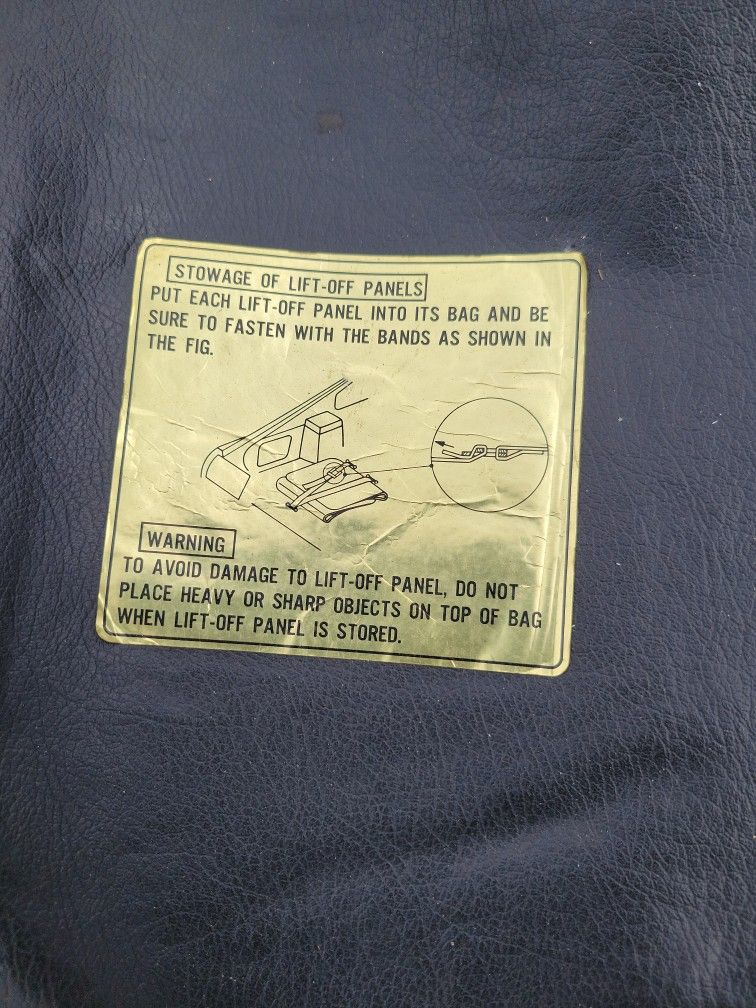 STOWAGE OF LIFT-OFF PANELS
PUT EACH LIFT-OFF PANEL INTO ITS BAG AND BE
SURE TO FASTEN WITH THE BANDS AS SHOWN IN
THE FIG.
WARNING
TO AVOID DAMAGE TO LIFT-OFF PANEL, DO NOT
PLACE HEAVY OR SHARP OBJECTS ON TOP OF BAG
WHEN LIFT-OFF PANEL IS STORED.